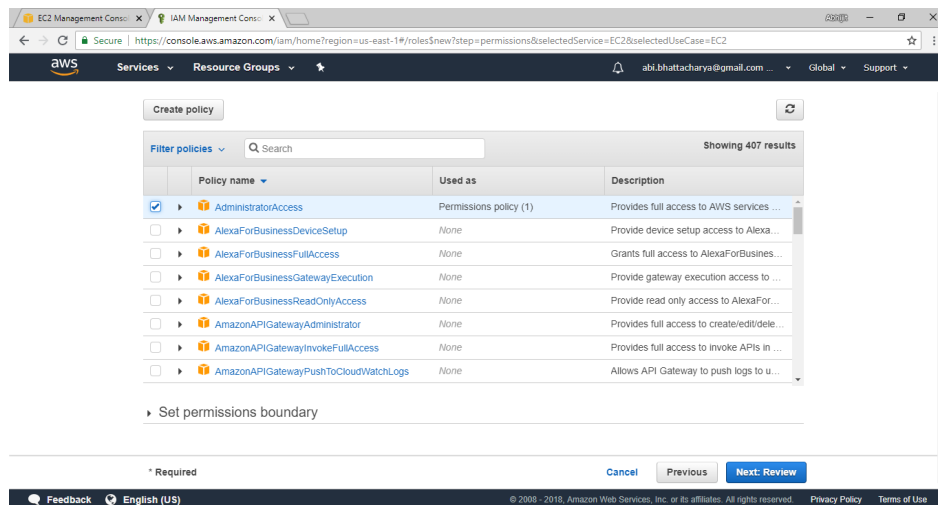 EC2 Management Consol
IAM Management Conso
Secure | https://console.aws.amazon.com/iam/home?region=us-east-1#/roles$new?step=permissions&selectedService=EC2&selectedUseCase=EC2
aws Services Resource Groups abi.bhattacharya@gmail.com ... Global Support
Create policy
Filter policies Search Showing 407 results
Policy name Used as Description
AdministratorAccess Permissions policy (1) Provides full access to AWS services ...
AlexaForBusinessDeviceSetup None Provide device setup access to Alexa...
AlexaForBusinessFullAccess None Grants full access to AlexaForBusines...
AlexaForBusinessGatewayExecution None Provide gateway execution access to ...
AlexaForBusinessReadOnlyAccess None Provide read only access to AlexaFor...
AmazonAPIGatewayAdministrator None Provides full access to create/edit/dele...
AmazonAPIGatewayInvokeFullAccess None Provides full access to invoke APIs in ...
AmazonAPIGatewayPushToCloudWatchLogs None Allows API Gateway to push logs to u...
Set permissions boundary
* Required Cancel Previous Next: Review
Feedback English (US) © 2008 - 2018, Amazon Web Services, Inc. or its affiliates. All rights reserved. Privacy Policy Terms of Use